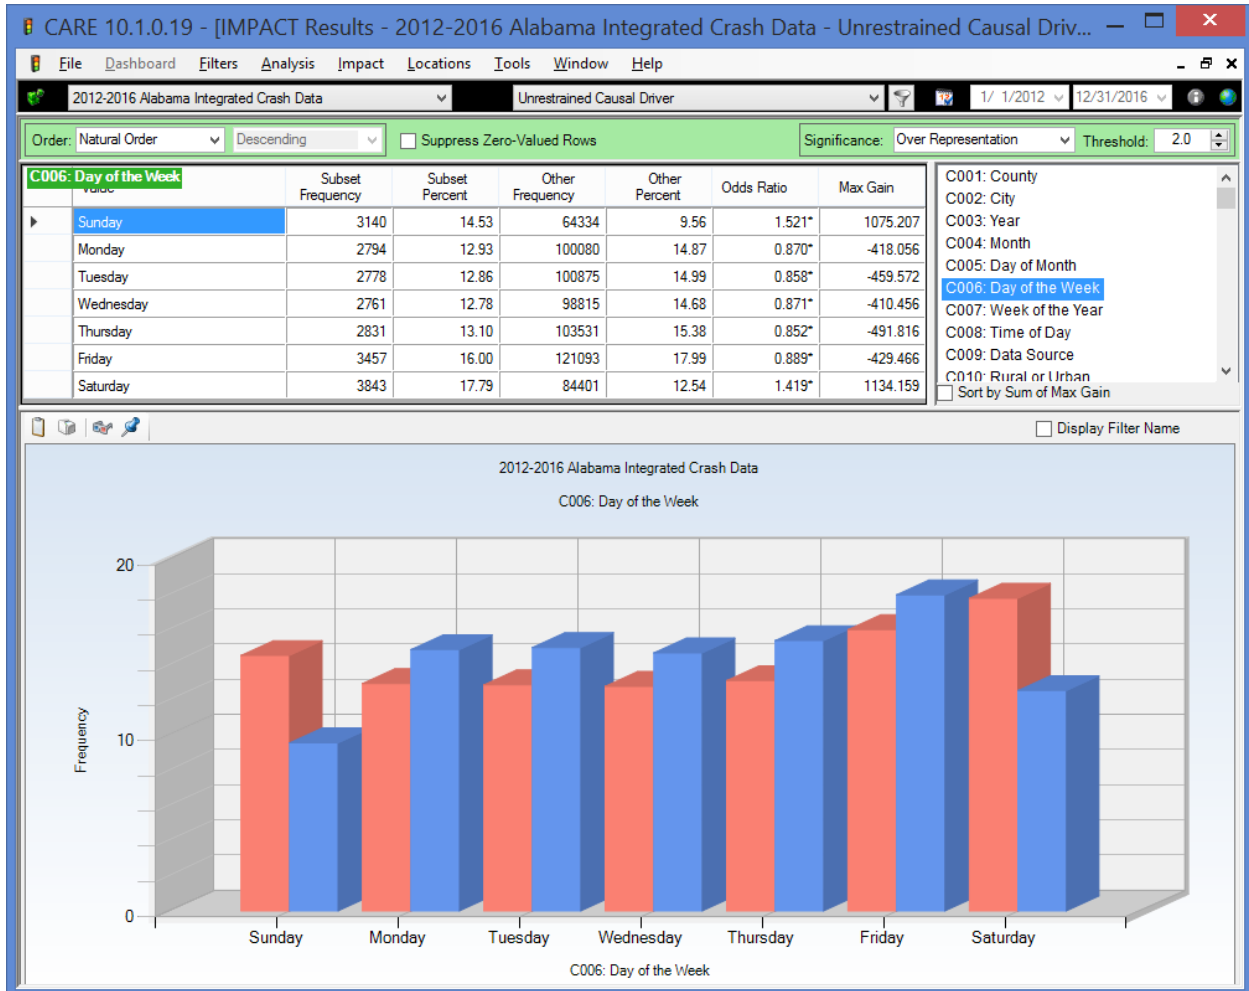 CARE 10.1.0.19 - [IMPACT Results - 2012-2016 Alabama Integrated Crash Data - Unrestrained Causal Driv...
File Dashboard Filters Analysis Impact Locations Tools Window Help
2012-2016 Alabama Integrated Crash Data Unrestrained Causal Driver 1/ 1/2012 12/31/2016
Order: Natural Order Descending Suppress Zero-Valued Rows Significance: Over Representation Threshold: 2.0
C006: Day of the Week
Subset Frequency Subset Percent Other Frequency Other Percent Odds Ratio Max Gain
Sunday 3140 14.53 64334 9.56 1.521* 1075.207
Monday 2794 12.93 100080 14.87 0.870* -418.056
Tuesday 2778 12.86 100875 14.99 0.858* -459.572
Wednesday 2761 12.78 98815 14.68 0.871* -410.456
Thursday 2831 13.10 103531 15.38 0.852* -491.816
Friday 3457 16.00 121093 17.99 0.889* -429.466
Saturday 3843 17.79 84401 12.54 1.419* 1134.159
C001: County
C002: City
C003: Year
C004: Month
C005: Day of Month
C006: Day of the Week
C007: Week of the Year
C008: Time of Day
C009: Data Source
C010: Rural or Urban
Sort by Sum of Max Gain
Display Filter Name
2012-2016 Alabama Integrated Crash Data
C006: Day of the Week
20
10
0
Frequency
Sunday Monday Tuesday Wednesday Thursday Friday Saturday
C006: Day of the Week